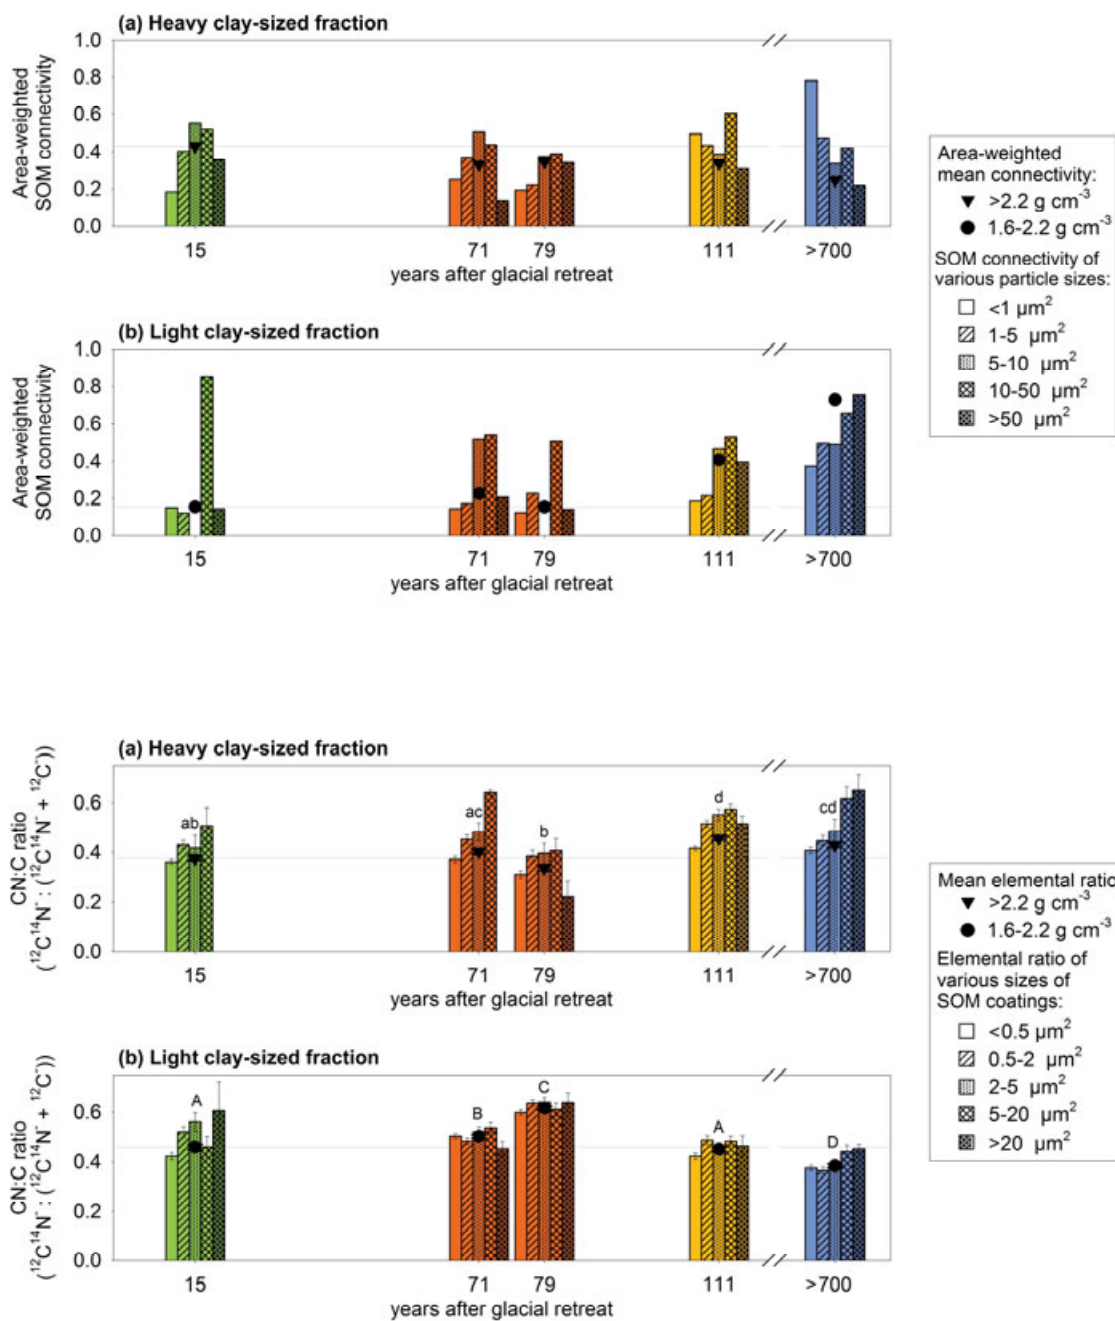 (a) Heavy clay-sized fraction
Area-weighted
SOM connectivity
1.0
0.8
0.6
0.4
0.2
0.0
15 71 79 111 >700
years after glacial retreat
(b) Light clay-sized fraction
Area-weighted
SOM connectivity
1.0
0.8
0.6
0.4
0.2
0.0
15 71 79 111 >700
years after glacial retreat
Area-weighted
mean connectivity:
>2.2 g cm⁻³
1.6-2.2 g cm⁻³
SOM connectivity of
various particle sizes:
<1 µm²
1-5 µm²
5-10 µm²
10-50 µm²
>50 µm²
(a) Heavy clay-sized fraction
CN:C ratio
(¹²C¹⁴N⁻ : (¹²C¹⁴N⁻ + ¹²C⁻))
0.6
0.4
0.2
0.0
ab ac b d cd
15 71 79 111 >700
years after glacial retreat
(b) Light clay-sized fraction
CN:C ratio
(¹²C¹⁴N⁻ : (¹²C¹⁴N⁻ + ¹²C⁻))
0.6
0.4
0.2
0.0
A B C A D
15 71 79 111 >700
years after glacial retreat
Mean elemental ratio
>2.2 g cm⁻³
1.6-2.2 g cm⁻³
Elemental ratio of
various sizes of
SOM coatings:
<0.5 µm²
0.5-2 µm²
2-5 µm²
5-20 µm²
>20 µm²